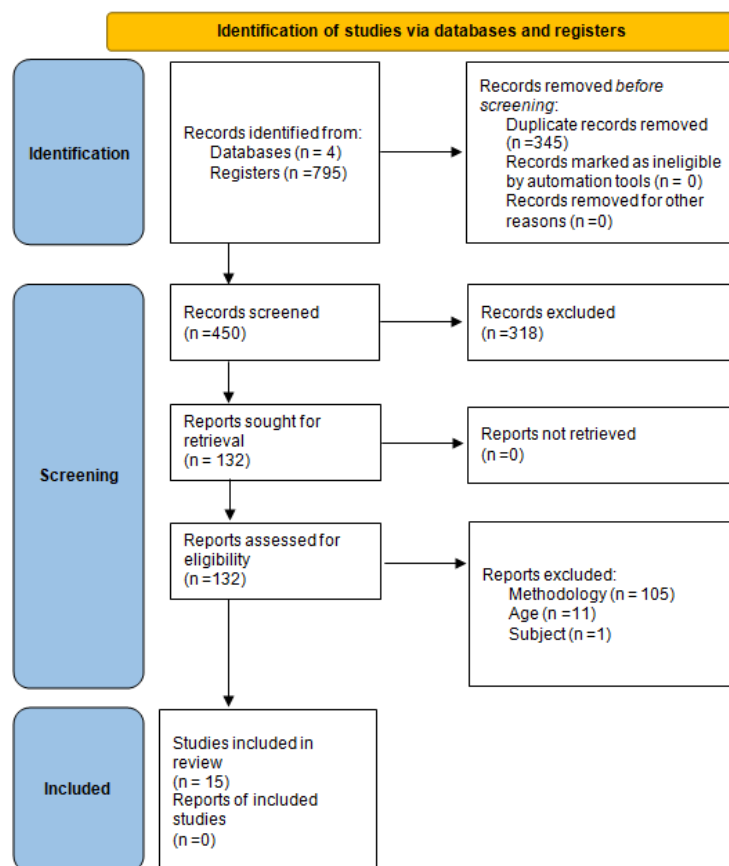 Identification of studies via databases and registers
Identification
Records identified from:
Databases (n = 4)
Registers (n =795)
Records removed before
screening:
Duplicate records removed
(n =345)
Records marked as ineligible
by automation tools (n = 0)
Records removed for other
reasons (n =0)
Screening
Records screened
(n =450)
Records excluded
(n =318)
Reports sought for
retrieval
(n = 132)
Reports not retrieved
(n =0)
Reports assessed for
eligibility
(n =132)
Reports excluded:
Methodology (n = 105)
Age (n =11)
Subject (n =1)
Included
Studies included in
review
(n = 15)
Reports of included
studies
(n =0)